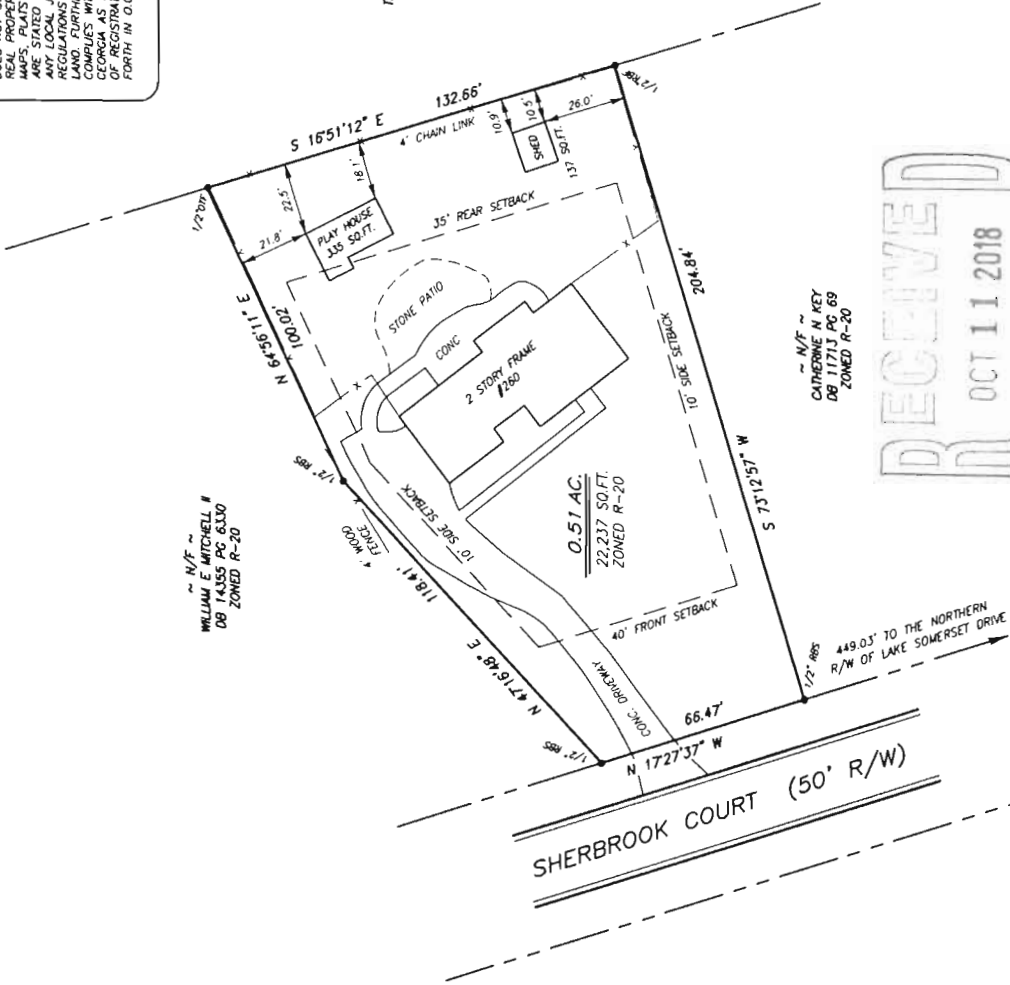 REAL PROPER
MAPS, PLATS
ARE STATED
ANY LOCAL J
REGULATIONS
LAND. FURTH
COMPLIES WI
GEORGIA AS
OF REGISTRA
FORTH IN O.C
S 16°51'12" E
132.66'
4' CHAIN LINK
1/2"OTF
1/2"RBF
10.9'
10.5'
26.0'
SHED
137 SQ.FT.
22.5'
18.1'
21.8'
PLAY HOUSE
335 SQ.FT.
35' REAR SETBACK
N 64°56'11" E
100.02'
STONE PATIO
CONC
2 STORY FRAME
#260
204.84'
S 73°12'57" W
10' SIDE SETBACK
~ N/F ~
CATHERINE N KEY
DB 11713 PG 69
ZONED R-20
RECEIVED
OCT 11 2018
~ N/F ~
WILLIAM E MITCHELL II
DB 14355 PG 6330
ZONED R-20
1/2" RBS
4' WOOD
FENCE
10' SIDE SETBACK
118.41'
N 47°16'48" E
0.51 AC.
22,237 SQ.FT.
ZONED R-20
40' FRONT SETBACK
CONC. DRIVEWAY
1/2" RBS
66.47'
N 17°27'37" W
1/2" RBS
449.03' TO THE NORTHERN
R/W OF LAKE SOMERSET DRIVE
SHERBROOK COURT (50' R/W)